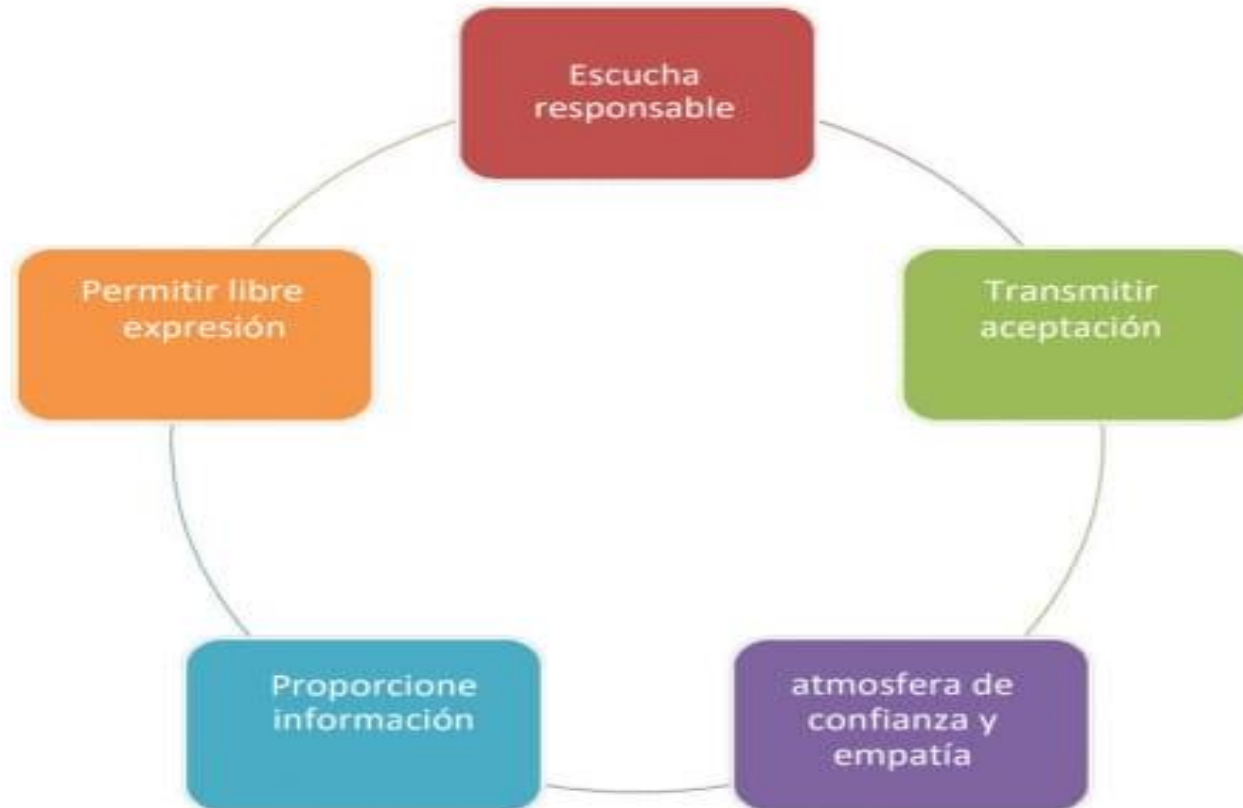 Escucha
responsable
Transmitir
aceptación
atmosfera de
confianza y
empatía
Proporcione
información
Permitir libre
expresión